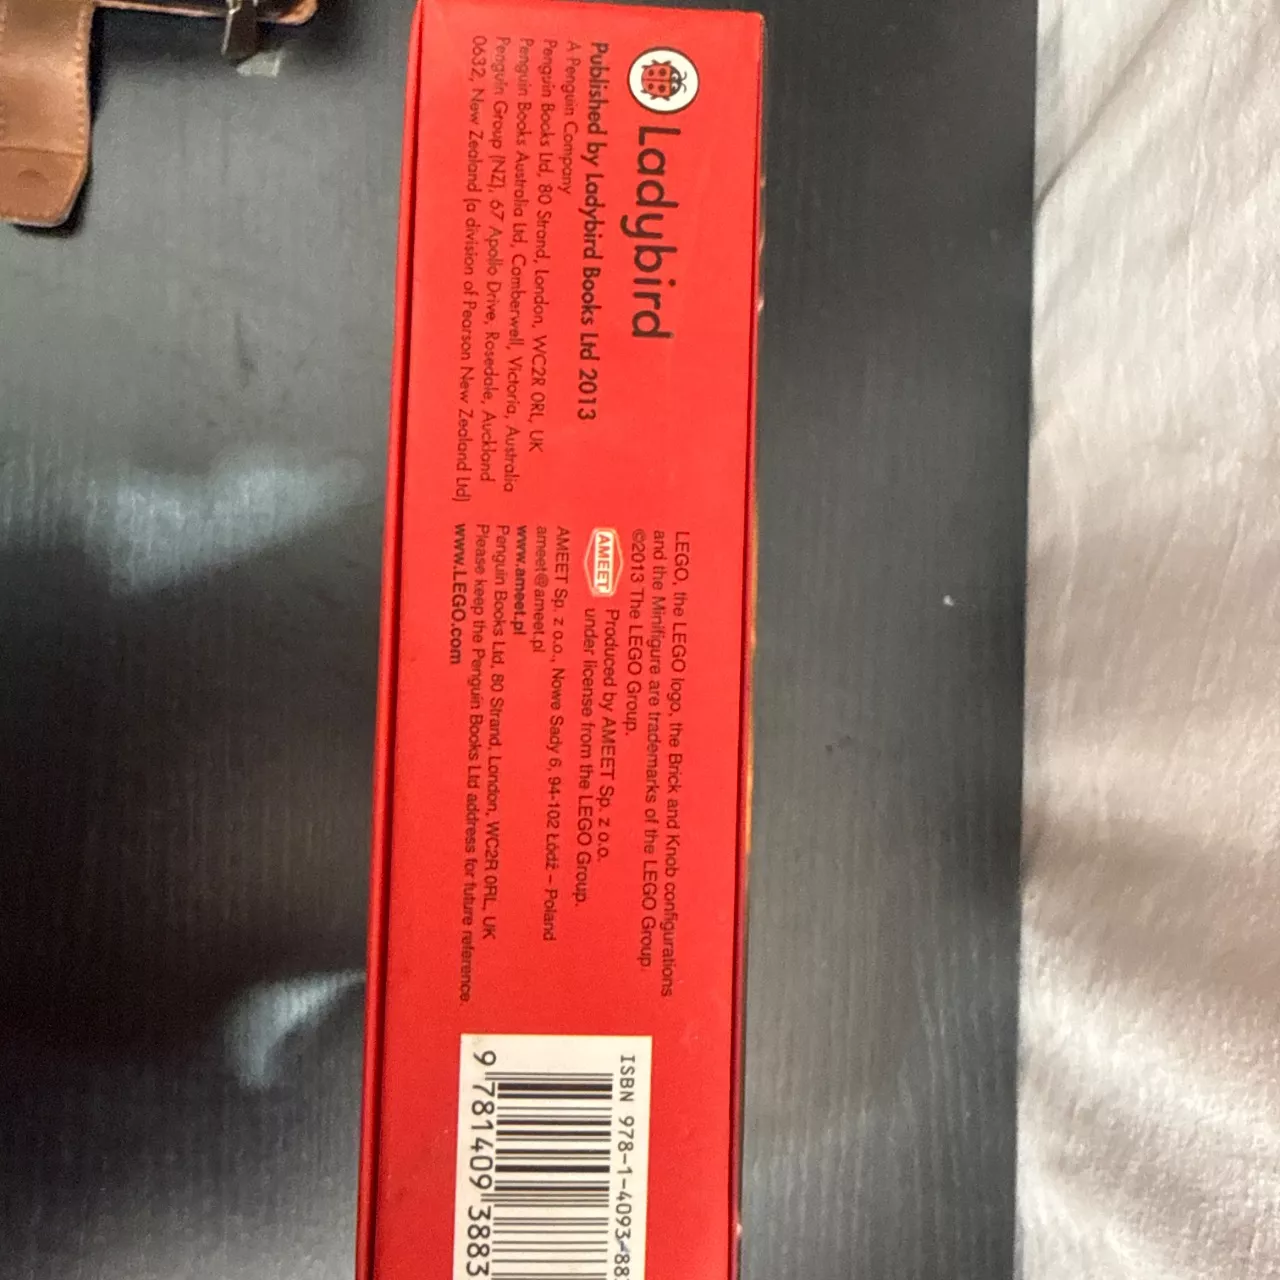 Ladybird
Published by Ladybird Books Ltd 2013
A Penguin Company
Penguin Books Ltd, 80 Strand, London, WC2R 0RL, UK
Penguin Books Australia Ltd, Camberwell, Victoria, Australia
Penguin Group (NZ), 67 Apollo Drive, Rosedale, Auckland
0632, New Zealand (a division of Pearson New Zealand Ltd)
LEGO, the LEGO logo, the Brick and Knob configurations
and the Minifigure are trademarks of the LEGO Group.
©2013 The LEGO Group.
AMEET
Produced by AMEET Sp. z o.o.
under license from the LEGO Group.
AMEET Sp. z o.o., Nowe Sady 6, 94-102 Łódź – Poland
ameet@ameet.pl
www.ameet.pl
Penguin Books Ltd, 80 Strand, London, WC2R 0RL, UK
Please keep the Penguin Books Ltd address for future reference.
www.LEGO.com
ISBN 978-1-4093-88
9 781409 3883